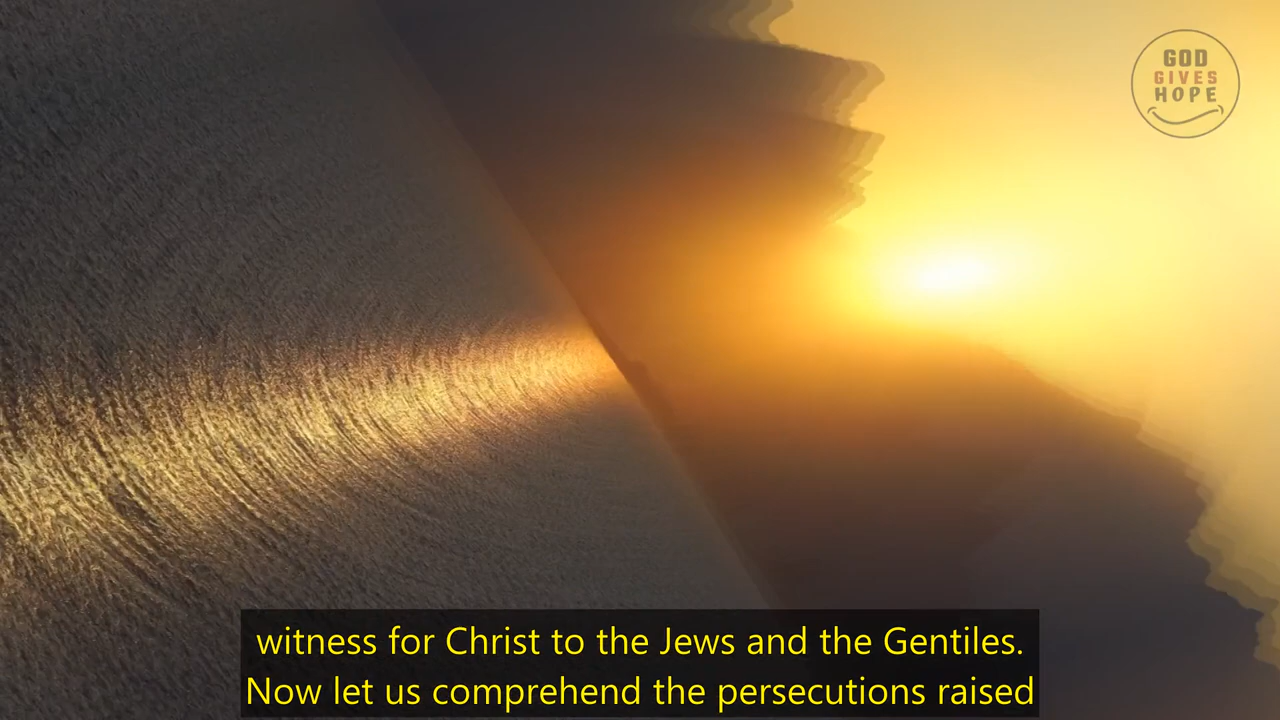 GOD
GIVES
HOPE
witness for Christ to the Jews and the Gentiles.
Now let us comprehend the persecutions raised